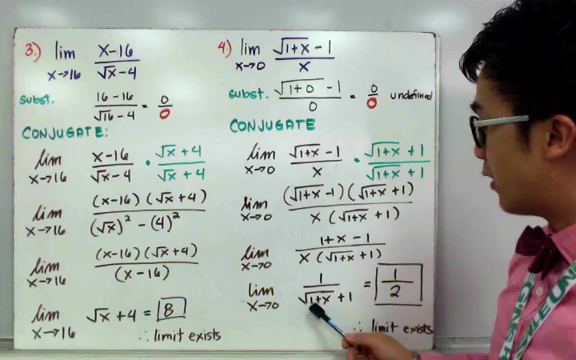 3.) lim x→16 (x-16)/(√x-4)
subst. (16-16)/(√16-4) = 0/0
CONJUGATE:
lim x→16 (x-16)/(√x-4) • (√x+4)/(√x+4)
lim x→16 (x-16)(√x+4)/((√x)²-(4)²)
lim x→16 (x-16)(√x+4)/(x-16)
lim x→16 √x+4 = 8
∴ limit exists
4.) lim x→0 (√(1+x)-1)/x
subst. (√(1+0)-1)/0 = 0/0 undefined
CONJUGATE
lim x→0 (√(1+x)-1)/x • (√(1+x)+1)/(√(1+x)+1)
lim x→0 (√(1+x)-1)(√(1+x)+1)/(x(√(1+x)+1))
lim x→0 (1+x-1)/(x(√(1+x)+1))
lim x→0 1/(√(1+x)+1) = 1/2
∴ limit exists